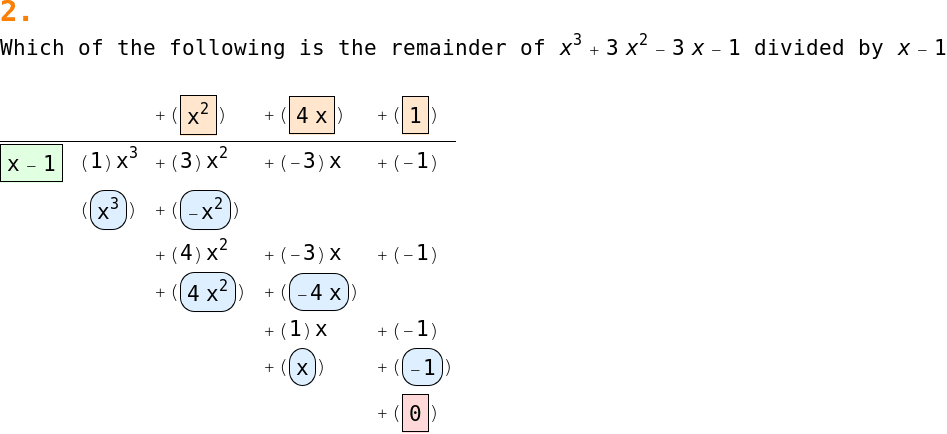 2.
Which of the following is the remainder of x³ + 3 x² − 3 x − 1 divided by x − 1
+ (x²) + (4 x) + (1)
x − 1 (1) x³ + (3) x² + (−3) x + (−1)
(x³) + (−x²)
+ (4) x² + (−3) x + (−1)
+ (4 x²) + (−4 x)
+ (1) x + (−1)
+ (x) + (−1)
+ (0)